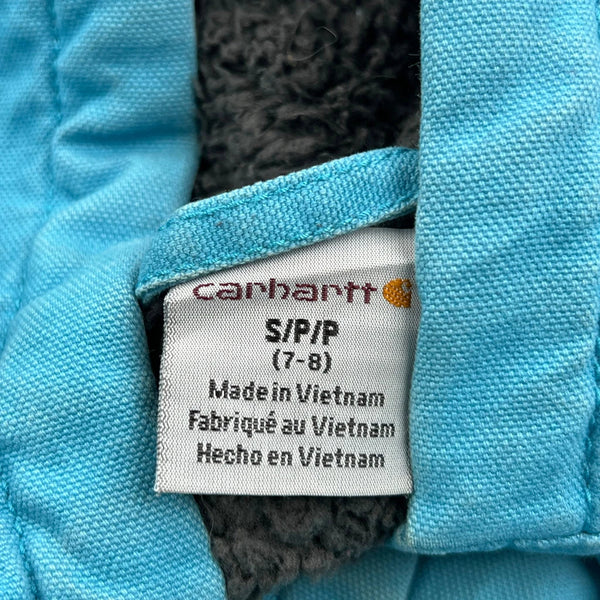 carhartt
S/P/P
(7-8)
Made in Vietnam
Fabriqué au Vietnam
Hecho en Vietnam